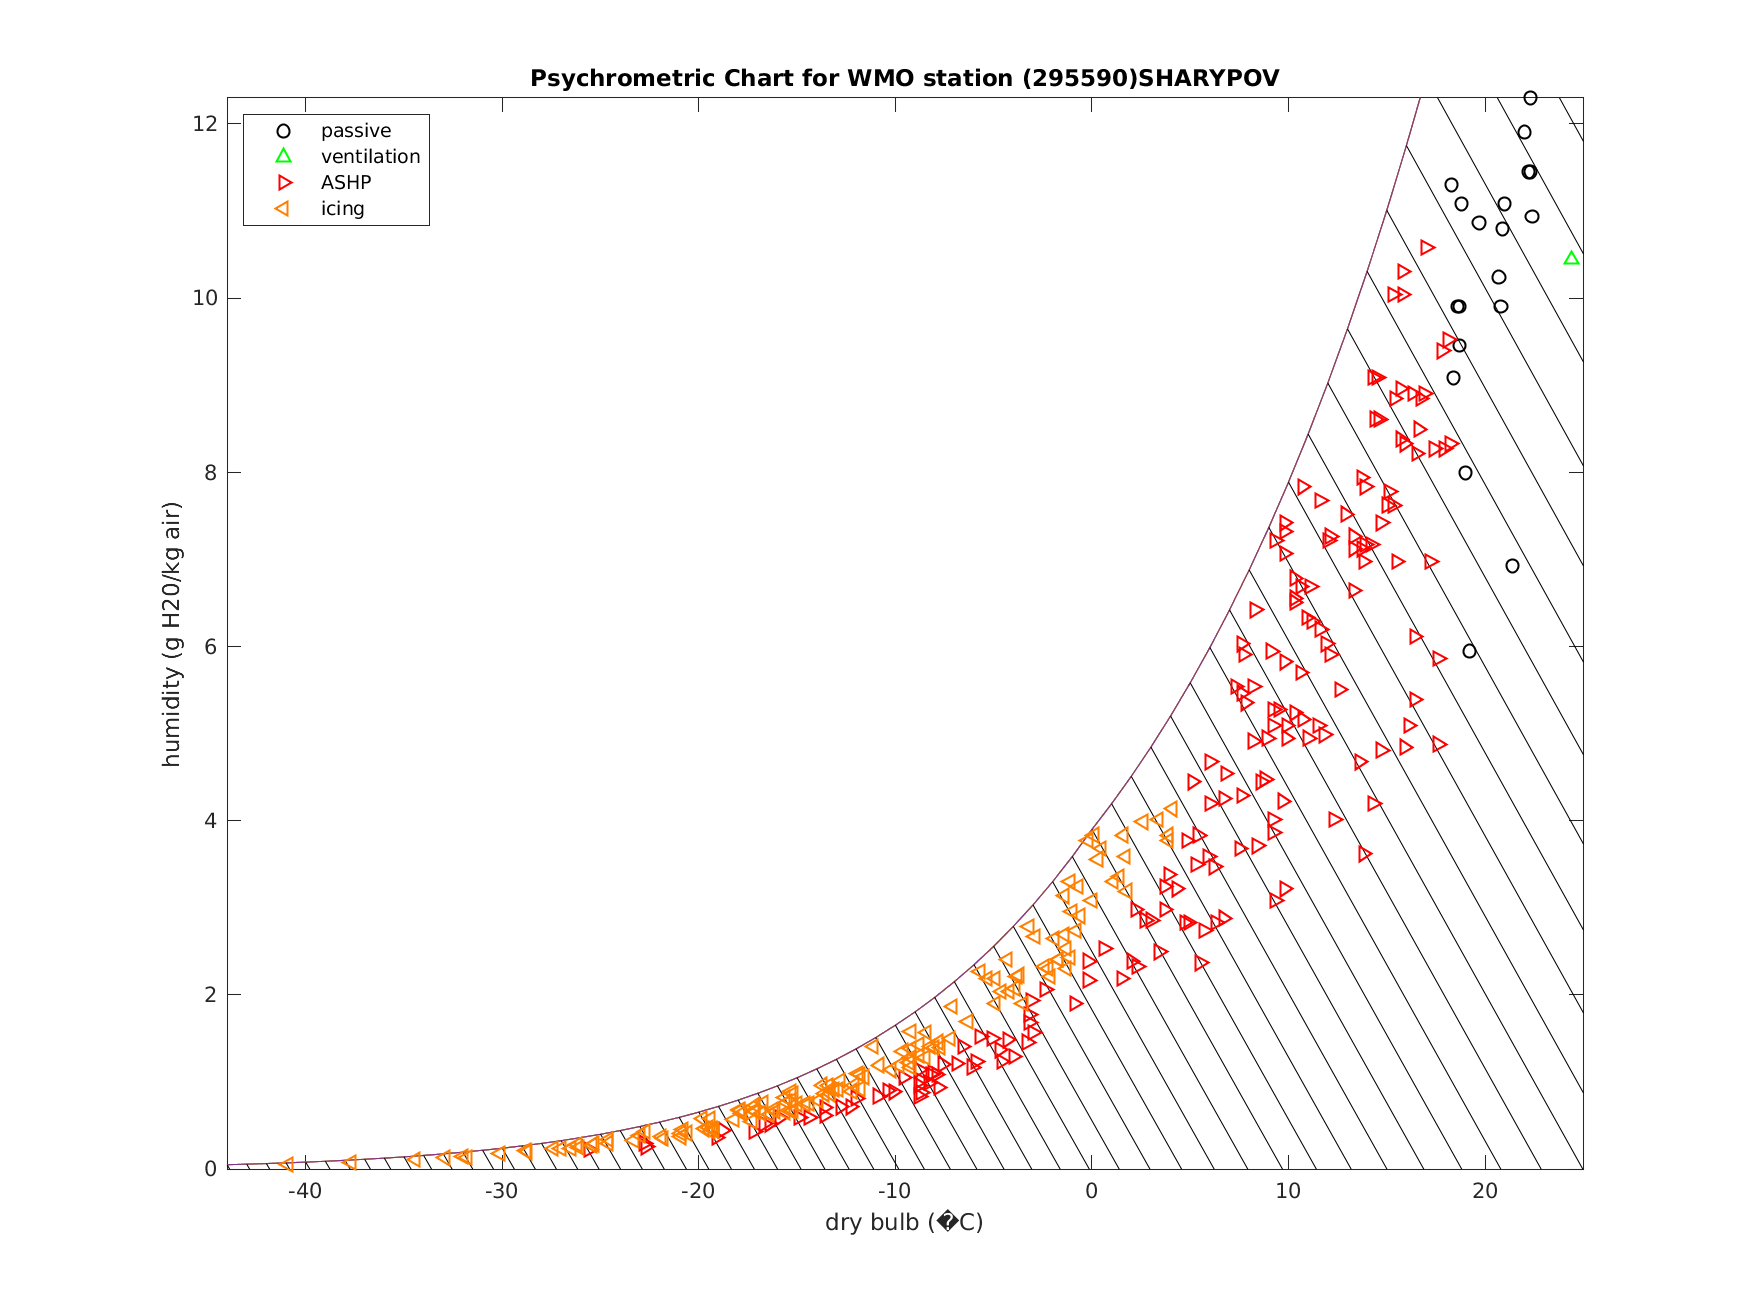 Psychrometric Chart for WMO station (295590)SHARYPOV
passive
ventilation
ASHP
icing
humidity (g H20/kg air)
12
10
8
6
4
2
0
-40 -30 -20 -10 0 10 20
dry bulb (�C)